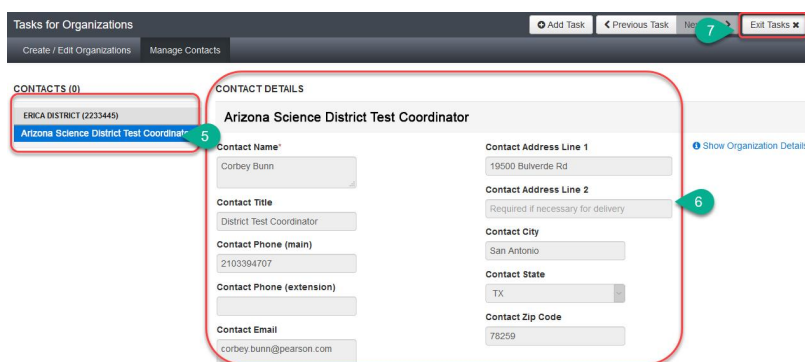 Tasks for Organizations
Add Task
Previous Task
Exit Tasks ×
7
Create / Edit Organizations Manage Contacts
CONTACTS (0)
CONTACT DETAILS
ERICA DISTRICT (2233445)
Arizona Science District Test Coordinator
Arizona Science District Test
5
Show Organization Details
Contact Name*
Corbey Bunn
Contact Title
District Test Coordinator
Contact Phone (main)
2103394707
Contact Phone (extension)
Contact Email
corbey.bunn@pearson.com
Contact Address Line 1
19500 Bulverde Rd
Contact Address Line 2
Required if necessary for delivery
6
Contact City
San Antonio
Contact State
TX
Contact Zip Code
78259